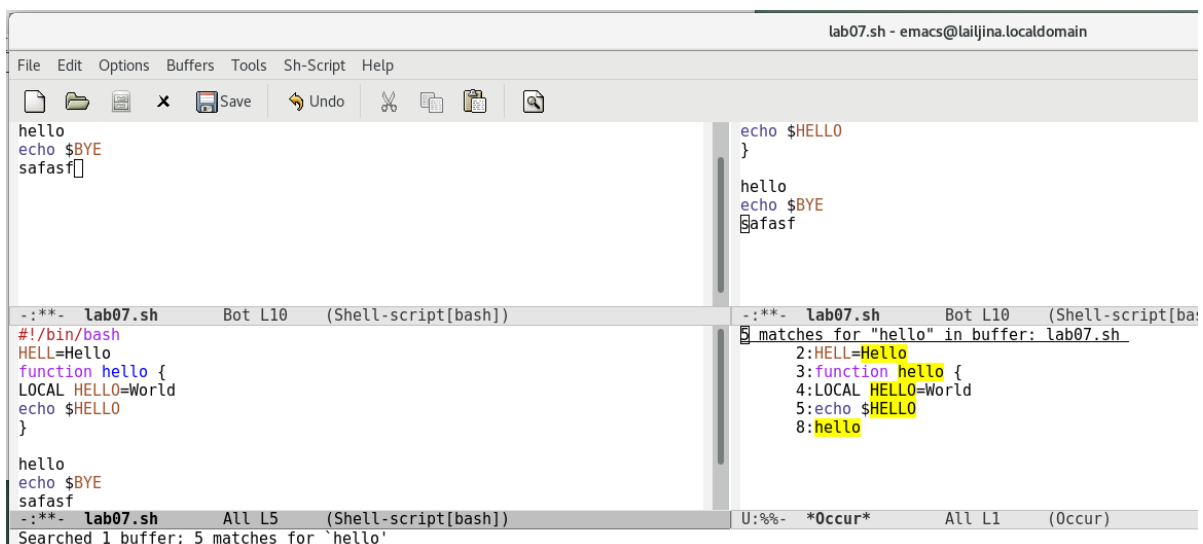 lab07.sh - emacs@lailjina.localdomain
File Edit Options Buffers Tools Sh-Script Help
Save Undo
hello
echo $BYE
safasf
-:**- lab07.sh Bot L10 (Shell-script[bash])
echo $HELLO
}
hello
echo $BYE
safasf
-:**- lab07.sh Bot L10 (Shell-script[bas
#!/bin/bash
HELL=Hello
function hello {
LOCAL HELLO=World
echo $HELLO
}
hello
echo $BYE
safasf
-:**- lab07.sh All L5 (Shell-script[bash])
5 matches for "hello" in buffer: lab07.sh
2:HELL=Hello
3:function hello {
4:LOCAL HELLO=World
5:echo $HELLO
8:hello
U:%%- *Occur* All L1 (Occur)
Searched 1 buffer; 5 matches for `hello'